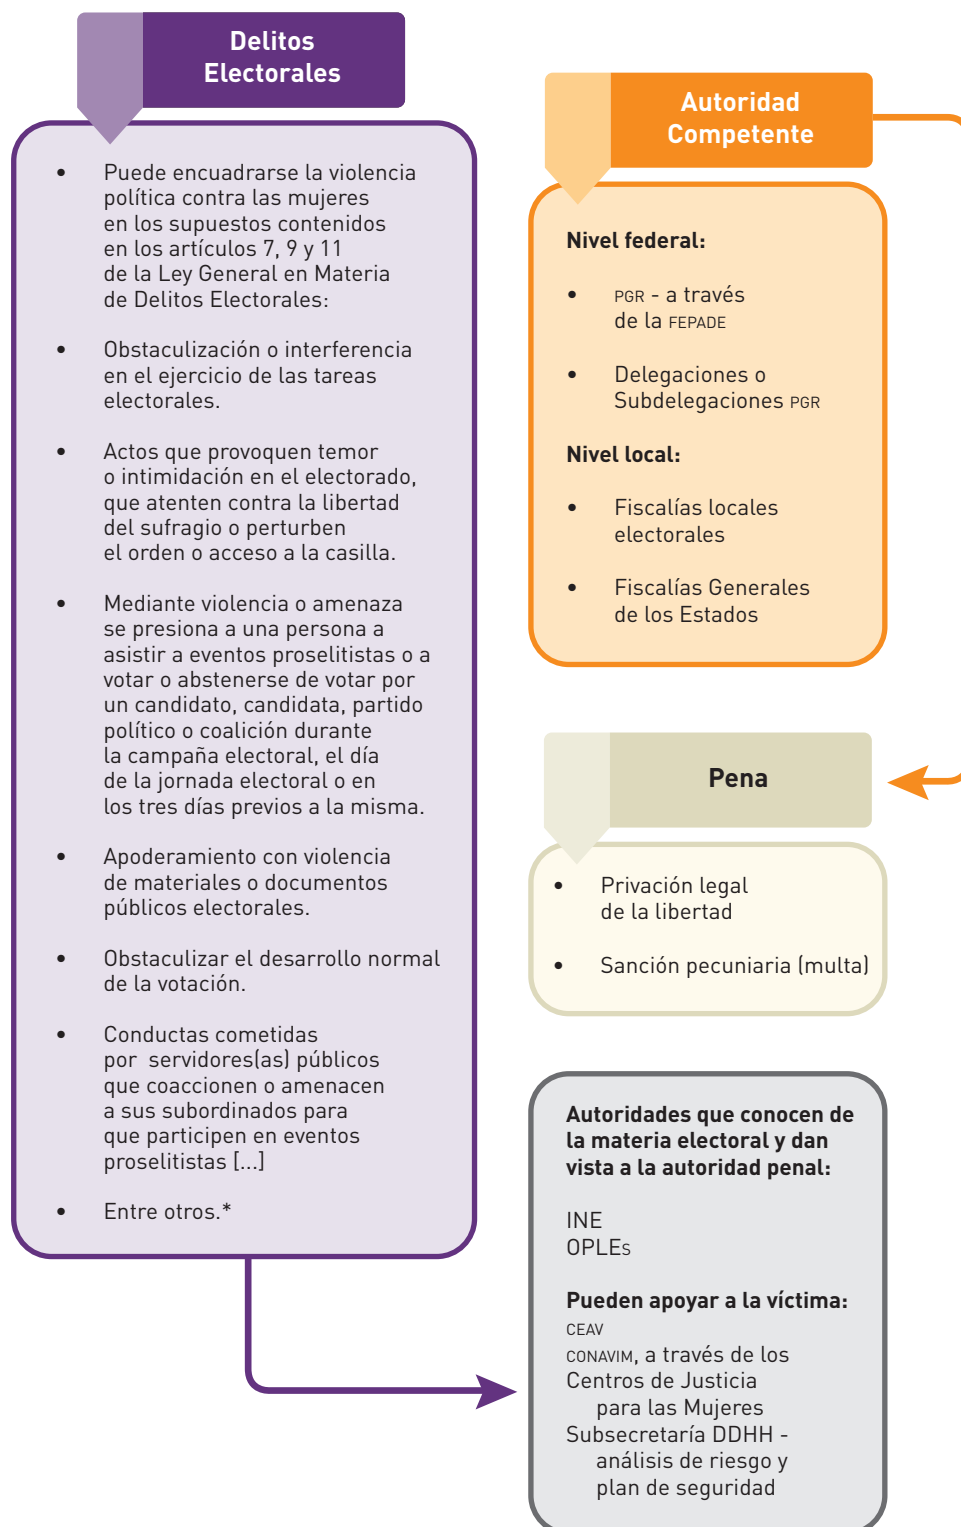 Delitos
Electorales
• Puede encuadrarse la violencia
política contra las mujeres
en los supuestos contenidos
en los artículos 7, 9 y 11
de la Ley General en Materia
de Delitos Electorales:
• Obstaculización o interferencia
en el ejercicio de las tareas
electorales.
• Actos que provoquen temor
o intimidación en el electorado,
que atenten contra la libertad
del sufragio o perturben
el orden o acceso a la casilla.
• Mediante violencia o amenaza
se presiona a una persona a
asistir a eventos proselitistas o a
votar o abstenerse de votar por
un candidato, candidata, partido
político o coalición durante
la campaña electoral, el día
de la jornada electoral o en
los tres días previos a la misma.
• Apoderamiento con violencia
de materiales o documentos
públicos electorales.
• Obstaculizar el desarrollo normal
de la votación.
• Conductas cometidas
por servidores(as) públicos
que coaccionen o amenacen
a sus subordinados para
que participen en eventos
proselitistas [...]
• Entre otros.*
Autoridad
Competente
Nivel federal:
• PGR - a través
de la FEPADE
• Delegaciones o
Subdelegaciones PGR
Nivel local:
• Fiscalías locales
electorales
• Fiscalías Generales
de los Estados
Pena
• Privación legal
de la libertad
• Sanción pecuniaria (multa)
Autoridades que conocen de
la materia electoral y dan
vista a la autoridad penal:
INE
OPLEs
Pueden apoyar a la víctima:
CEAV
CONAVIM, a través de los
Centros de Justicia
para las Mujeres
Subsecretaría DDHH -
análisis de riesgo y
plan de seguridad